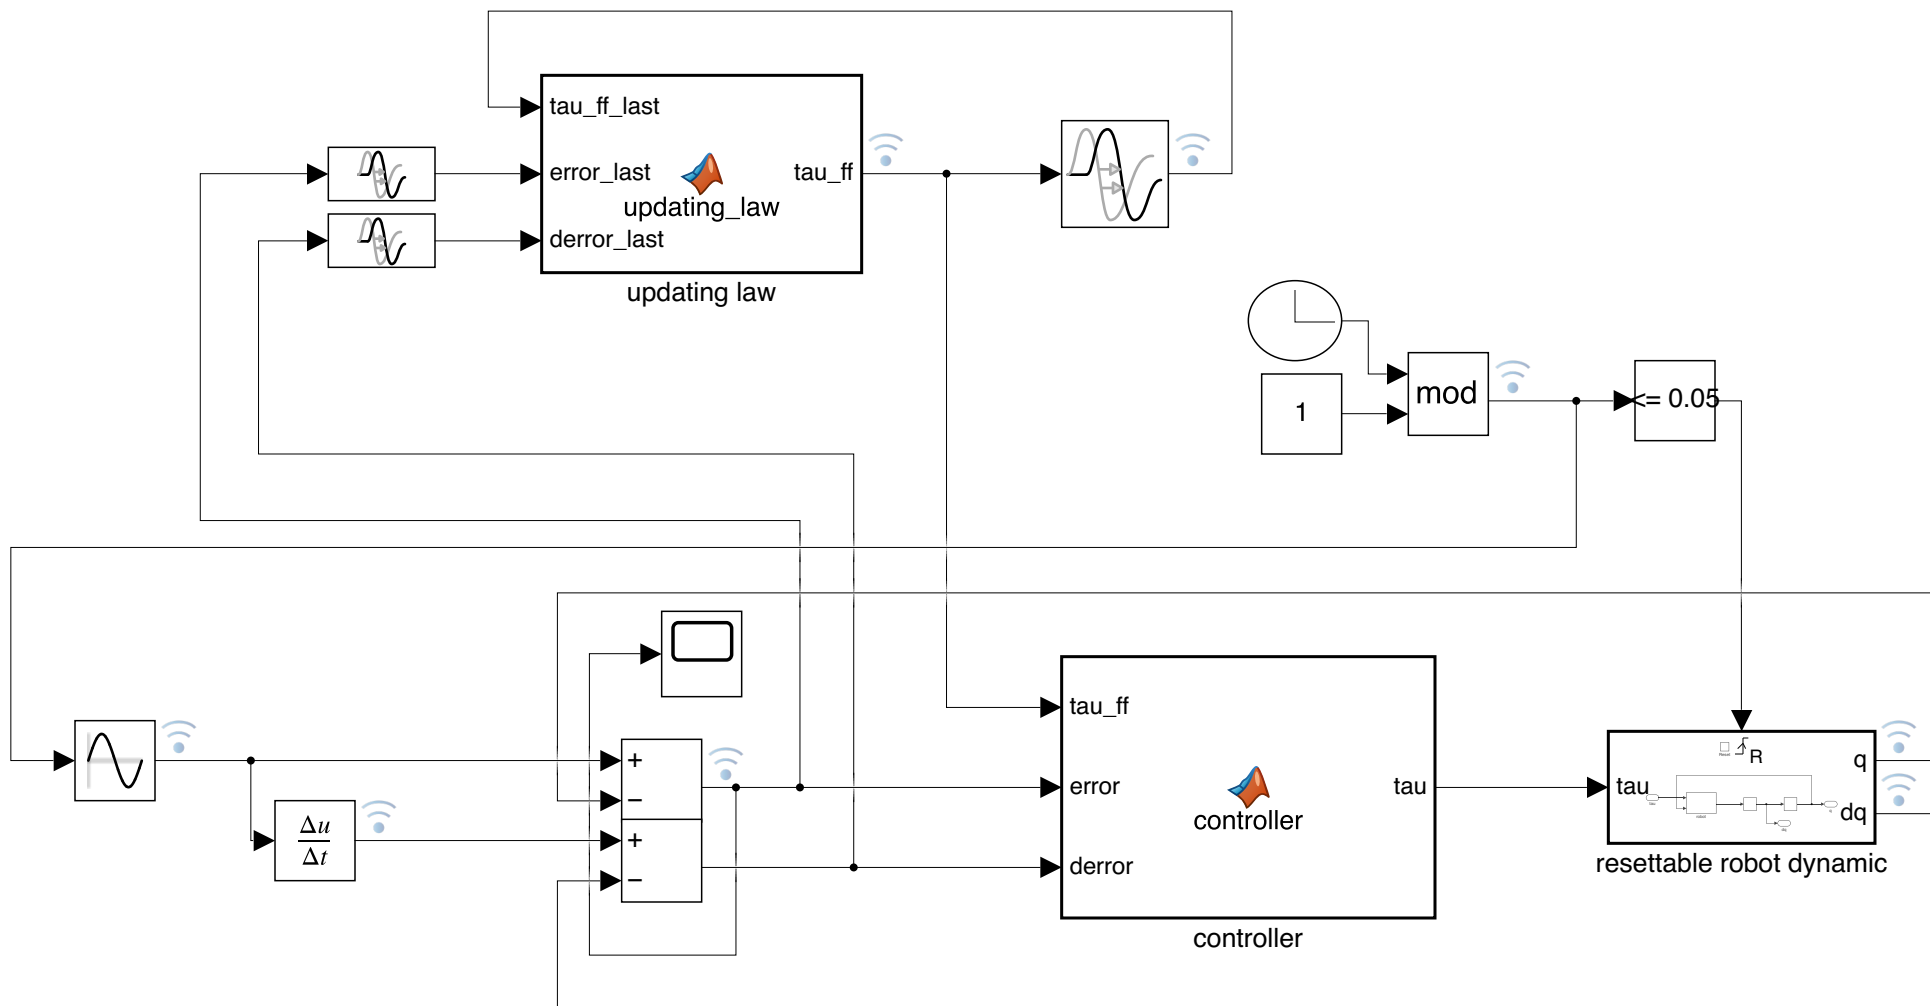 tau_ff_last
error_last
tau_ff
updating_law
derror_last
updating law
1
mod
<= 0.05
tau_ff
+
−
error
controller
tau
tau
R
q
dq
Δu
Δt
+
−
derror
resettable robot dynamic
controller